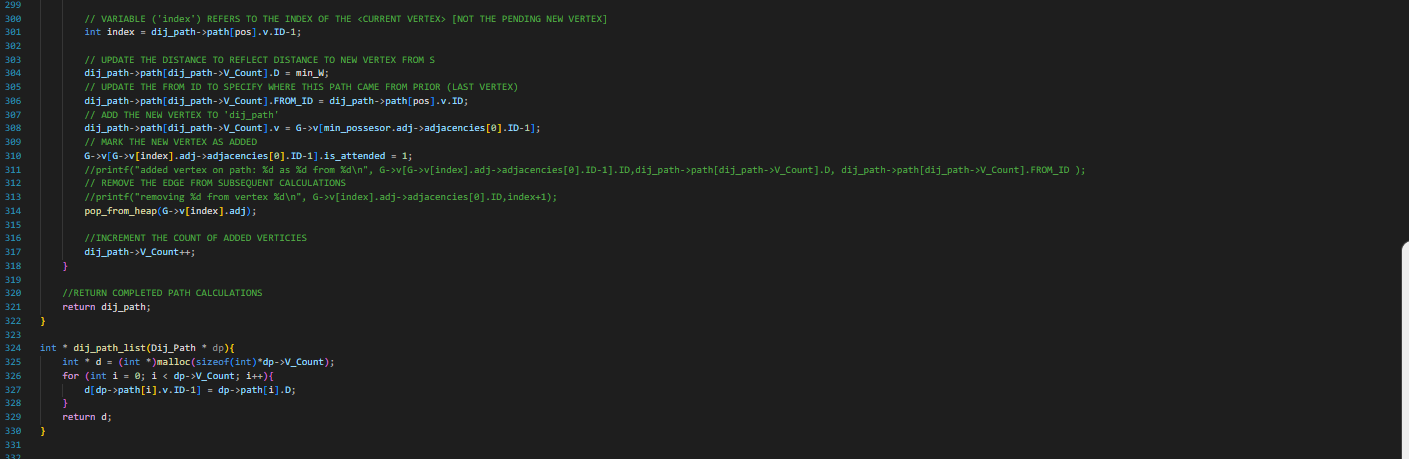 299
300 // VARIABLE ('index') REFERS TO THE INDEX OF THE <CURRENT VERTEX> [NOT THE PENDING NEW VERTEX]
301 int index = dij_path->path[pos].v.ID-1;
302
303 // UPDATE THE DISTANCE TO REFLECT DISTANCE TO NEW VERTEX FROM S
304 dij_path->path[dij_path->V_Count].D = min_W;
305 // UPDATE THE FROM ID TO SPECIFY WHERE THIS PATH CAME FROM PRIOR (LAST VERTEX)
306 dij_path->path[dij_path->V_Count].FROM_ID = dij_path->path[pos].v.ID;
307 // ADD THE NEW VERTEX TO 'dij_path'
308 dij_path->path[dij_path->V_Count].v = G->v[min_possesor.adj->adjacencies[0].ID-1];
309 // MARK THE NEW VERTEX AS ADDED
310 G->v[G->v[index].adj->adjacencies[0].ID-1].is_attended = 1;
311 //printf("added vertex on path: %d as %d from %d\n", G->v[G->v[index].adj->adjacencies[0].ID-1].ID,dij_path->path[dij_path->V_Count].D, dij_path->path[dij_path->V_Count].FROM_ID );
312 // REMOVE THE EDGE FROM SUBSEQUENT CALCULATIONS
313 //printf("removing %d from vertex %d\n", G->v[index].adj->adjacencies[0].ID,index+1);
314 pop_from_heap(G->v[index].adj);
315
316 //INCREMENT THE COUNT OF ADDED VERTICIES
317 dij_path->V_Count++;
318 }
319
320 //RETURN COMPLETED PATH CALCULATIONS
321 return dij_path;
322 }
323
324 int * dij_path_list(Dij_Path * dp){
325 int * d = (int *)malloc(sizeof(int)*dp->V_Count);
326 for (int i = 0; i < dp->V_Count; i++){
327 d[dp->path[i].v.ID-1] = dp->path[i].D;
328 }
329 return d;
330 }
331
332